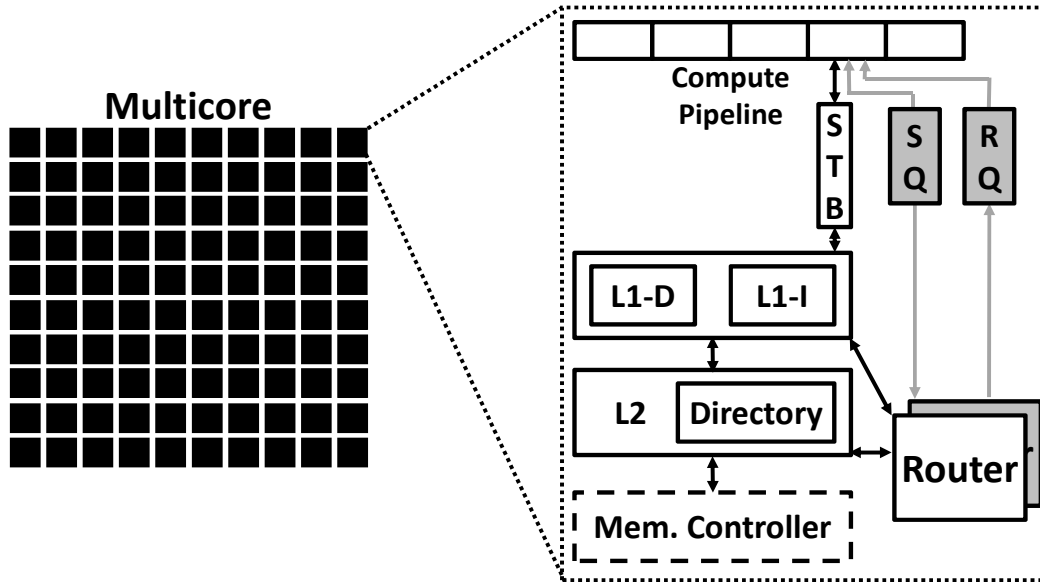 Multicore
Compute
Pipeline
S
T
B
S
Q
R
Q
L1-D
L1-I
L2
Directory
Router
r
Mem. Controller